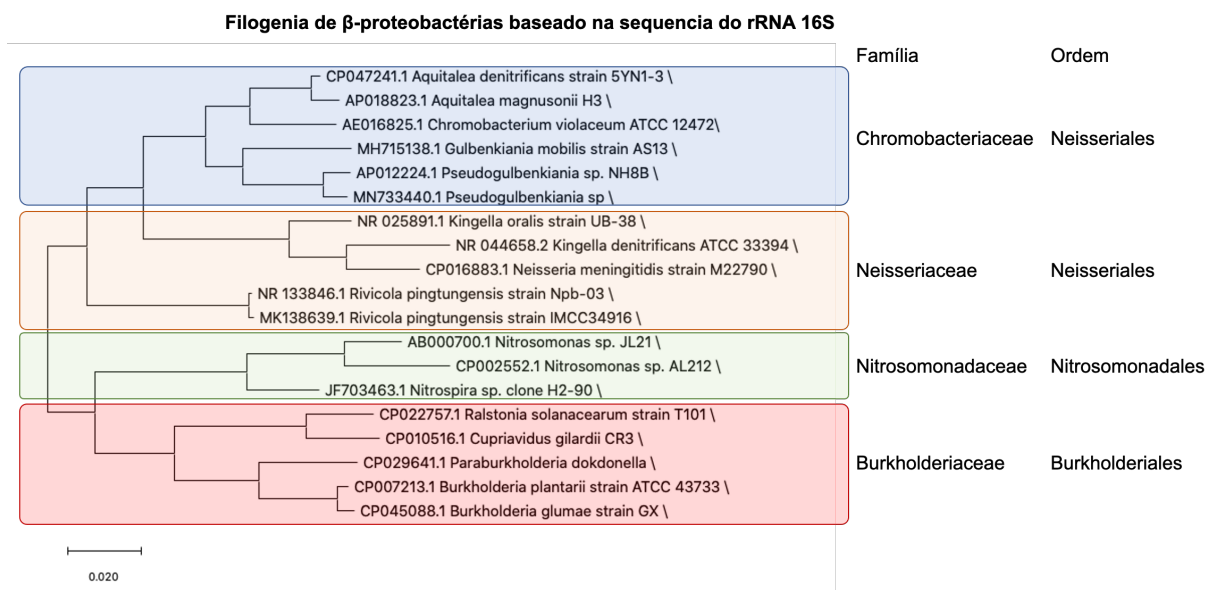 Filogenia de β-proteobactérias baseado na sequencia do rRNA 16S
Família Ordem
CP047241.1 Aquitalea denitrificans strain 5YN1-3 \
AP018823.1 Aquitalea magnusonii H3 \
AE016825.1 Chromobacterium violaceum ATCC 12472\
Chromobacteriaceae Neisseriales
MH715138.1 Gulbenkiania mobilis strain AS13 \
AP012224.1 Pseudogulbenkiania sp. NH8B \
MN733440.1 Pseudogulbenkiania sp \
NR 025891.1 Kingella oralis strain UB-38 \
NR 044658.2 Kingella denitrificans ATCC 33394 \
CP016883.1 Neisseria meningitidis strain M22790 \
Neisseriaceae Neisseriales
NR 133846.1 Rivicola pingtungensis strain Npb-03 \
MK138639.1 Rivicola pingtungensis strain IMCC34916 \
AB000700.1 Nitrosomonas sp. JL21 \
CP002552.1 Nitrosomonas sp. AL212 \
Nitrosomonadaceae Nitrosomonadales
JF703463.1 Nitrospira sp. clone H2-90 \
CP022757.1 Ralstonia solanacearum strain T101 \
CP010516.1 Cupriavidus gilardii CR3 \
CP029641.1 Paraburkholderia dokdonella \
Burkholderiaceae Burkholderiales
CP007213.1 Burkholderia plantarii strain ATCC 43733 \
CP045088.1 Burkholderia glumae strain GX \
0.020